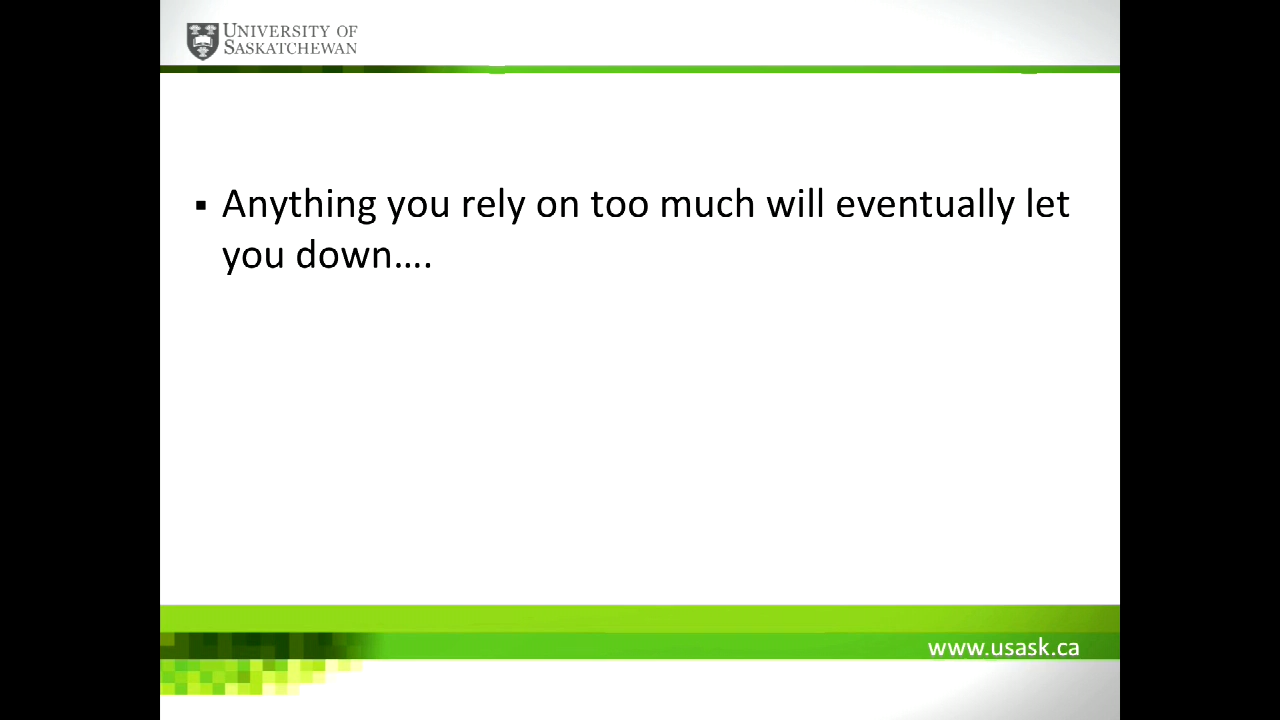 UNIVERSITY OF
SASKATCHEWAN
▪ Anything you rely on too much will eventually let
you down....
www.usask.ca